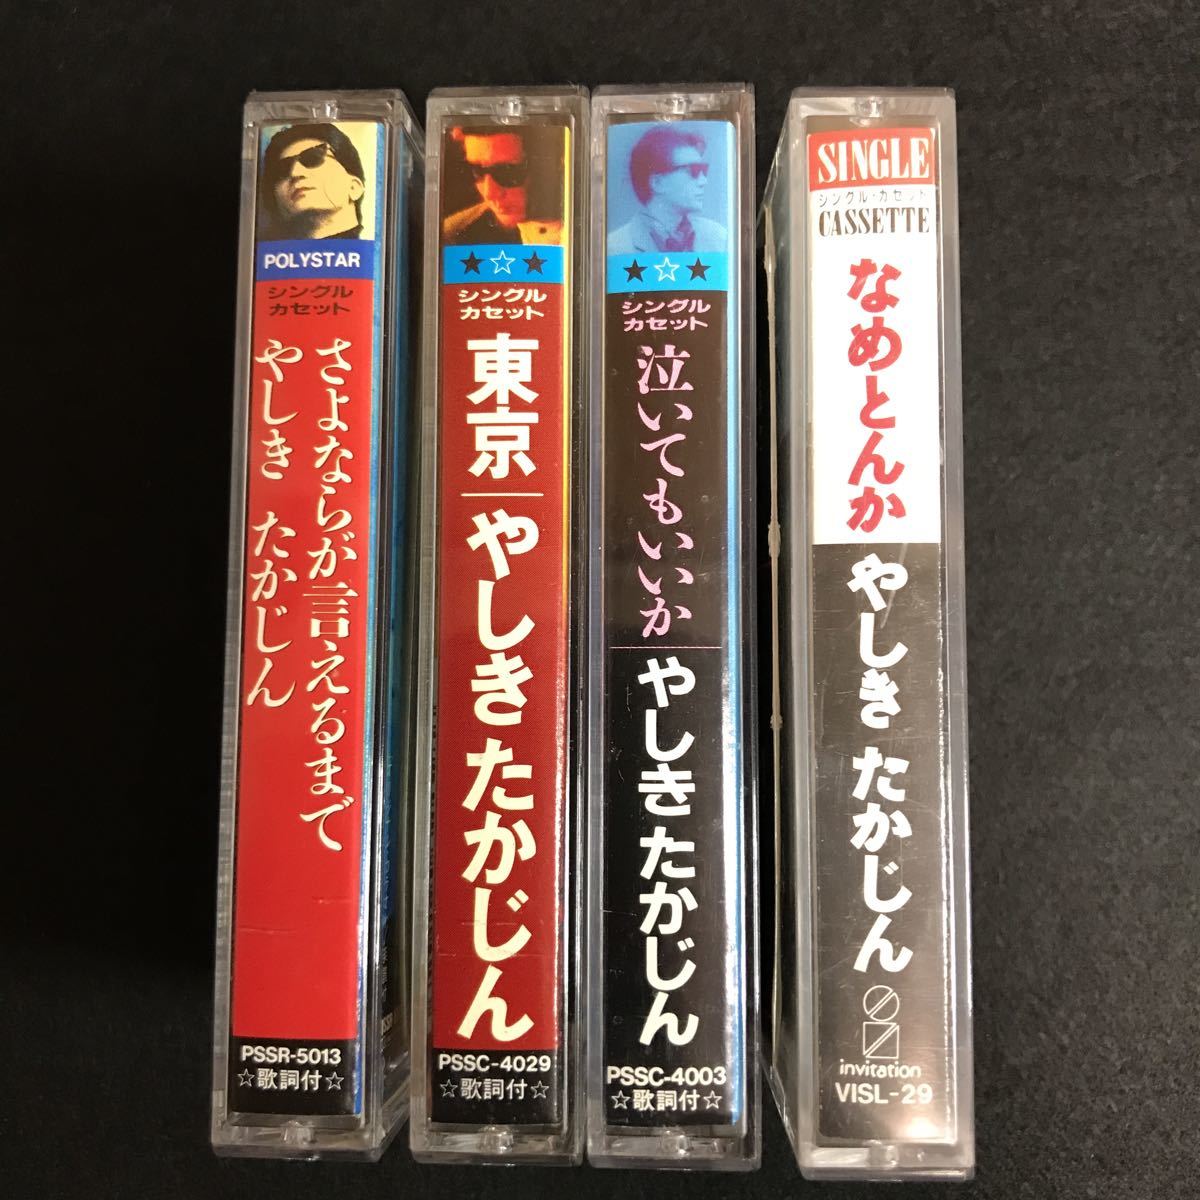 POLYSTAR
シングル
カセット
さよならが言えるまで
やしき たかじん
PSSR-5013
☆歌詞付☆
★☆★
シングル
カセット
東京
やしき たかじん
PSSC-4029
☆歌詞付☆
★☆★
シングル
カセット
泣いてもいいか
やしき たかじん
PSSC-4003
☆歌詞付☆
SINGLE
シングル・カセット
CASSETTE
なめとんか
やしき たかじん
invitation
VISL-29